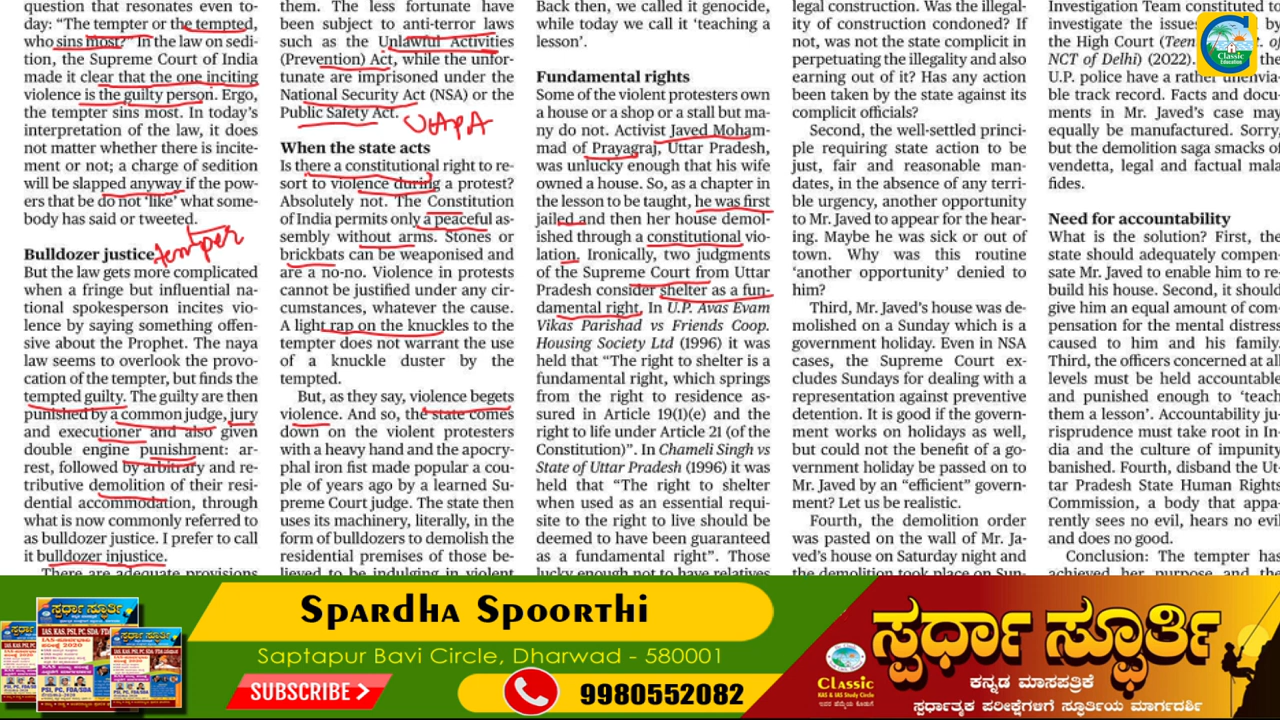 question that resonates even to-
day: “The tempter or the tempted,
who sins most?” In the law on sedi-
tion, the Supreme Court of India
made it clear that the one inciting
violence is the guilty person. Ergo,
the tempter sins most. In today’s
interpretation of the law, it does
not matter whether there is incite-
ment or not; a charge of sedition
will be slapped anyway if the pow-
ers that be do not ‘like’ what some-
body has said or tweeted.
Bulldozer justice
tempter
But the law gets more complicated
when a fringe but influential na-
tional spokesperson incites vio-
lence by saying something offen-
sive about the Prophet. The naya
law seems to overlook the provo-
cation of the tempter, but finds the
tempted guilty. The guilty are then
punished by a common judge, jury
and executioner and also given
double engine punishment: ar-
rest, followed by arbitrary and re-
tributive demolition of their resi-
dential accommodation, through
what is now commonly referred to
as bulldozer justice. I prefer to call
it bulldozer injustice.
There are adequate provisions
them. The less fortunate have
been subject to anti-terror laws
such as the Unlawful Activities
(Prevention) Act, while the unfor-
tunate are imprisoned under the
National Security Act (NSA) or the
Public Safety Act.
UAPA
When the state acts
Is there a constitutional right to re-
sort to violence during a protest?
Absolutely not. The Constitution
of India permits only a peaceful as-
sembly without arms. Stones or
brickbats can be weaponised and
are a no-no. Violence in protests
cannot be justified under any cir-
cumstances, whatever the cause.
A light rap on the knuckles to the
tempter does not warrant the use
of a knuckle duster by the
tempted.
But, as they say, violence begets
violence. And so, the state comes
down on the violent protesters
with a heavy hand and the apocry-
phal iron fist made popular a cou-
ple of years ago by a learned Su-
preme Court judge. The state then
uses its machinery, literally, in the
form of bulldozers to demolish the
residential premises of those be-
lieved to be indulging in violent
Back then, we called it genocide,
while today we call it ‘teaching a
lesson’.
Fundamental rights
Some of the violent protesters own
a house or a shop or a stall but ma-
ny do not. Activist Javed Moham-
mad of Prayagraj, Uttar Pradesh,
was unlucky enough that his wife
owned a house. So, as a chapter in
the lesson to be taught, he was first
jailed and then her house demol-
ished through a constitutional vio-
lation. Ironically, two judgments
of the Supreme Court from Uttar
Pradesh consider shelter as a fun-
damental right. In U.P. Avas Evam
Vikas Parishad vs Friends Coop.
Housing Society Ltd (1996) it was
held that “The right to shelter is a
fundamental right, which springs
from the right to residence as-
sured in Article 19(1)(e) and the
right to life under Article 21 (of the
Constitution)”. In Chameli Singh vs
State of Uttar Pradesh (1996) it was
held that “The right to shelter
when used as an essential requi-
site to the right to live should be
deemed to have been guaranteed
as a fundamental right”. Those
lucky enough not to have relatives
legal construction. Was the illegal-
ity of construction condoned? If
not, was not the state complicit in
perpetuating the illegality and also
earning out of it? Has any action
been taken by the state against its
complicit officials?
Second, the well-settled princi-
ple requiring state action to be
just, fair and reasonable man-
dates, in the absence of any terri-
ble urgency, another opportunity
to Mr. Javed to appear for the hear-
ing. Maybe he was sick or out of
town. Why was this routine
‘another opportunity’ denied to
him?
Third, Mr. Javed’s house was de-
molished on a Sunday which is a
government holiday. Even in NSA
cases, the Supreme Court ex-
cludes Sundays for dealing with a
representation against preventive
detention. It is good if the govern-
ment works on holidays as well,
but could not the benefit of a go-
vernment holiday be passed on to
Mr. Javed by an “efficient” govern-
ment? Let us be realistic.
Fourth, the demolition order
was pasted on the wall of Mr. Ja-
ved’s house on Saturday night and
the demolition took place on Sun-
Investigation Team constituted to
investigate the issues by
the High Court (Teen of
NCT of Delhi) (2022). the
U.P. police have a rather unenvia-
ble track record. Facts and docu-
ments in Mr. Javed’s case may
equally be manufactured. Sorry,
but the demolition saga smacks of
vendetta, legal and factual mala
fides.
Need for accountability
What is the solution? First, the
state should adequately compen-
sate Mr. Javed to enable him to re-
build his house. Second, it should
give him an equal amount of com-
pensation for the mental distress
caused to him and his family.
Third, the officers concerned at all
levels must be held accountable
and punished enough to ‘teach
them a lesson’. Accountability ju-
risprudence must take root in In-
dia and the culture of impunity
banished. Fourth, disband the Ut-
tar Pradesh State Human Rights
Commission, a body that appa-
rently sees no evil, hears no evil
and does no good.
Conclusion: The tempter has
achieved her purpose and the
Classic
Education
Spardha Spoorthi
Saptapur Bavi Circle, Dharwad - 580001
SUBSCRIBE
9980552082
ಸ್ಪರ್ಧಾ ಸ್ಫೂರ್ತಿ
ಕನ್ನಡ ಮಾಸಪತ್ರಿಕೆ
ಸ್ಪರ್ಧಾತ್ಮಕ ಪರೀಕ್ಷೆಗಳಿಗೆ ಸ್ಫೂರ್ತಿಯ ಮಾರ್ಗದರ್ಶಿ
Classic
KAS & IAS Study Circle